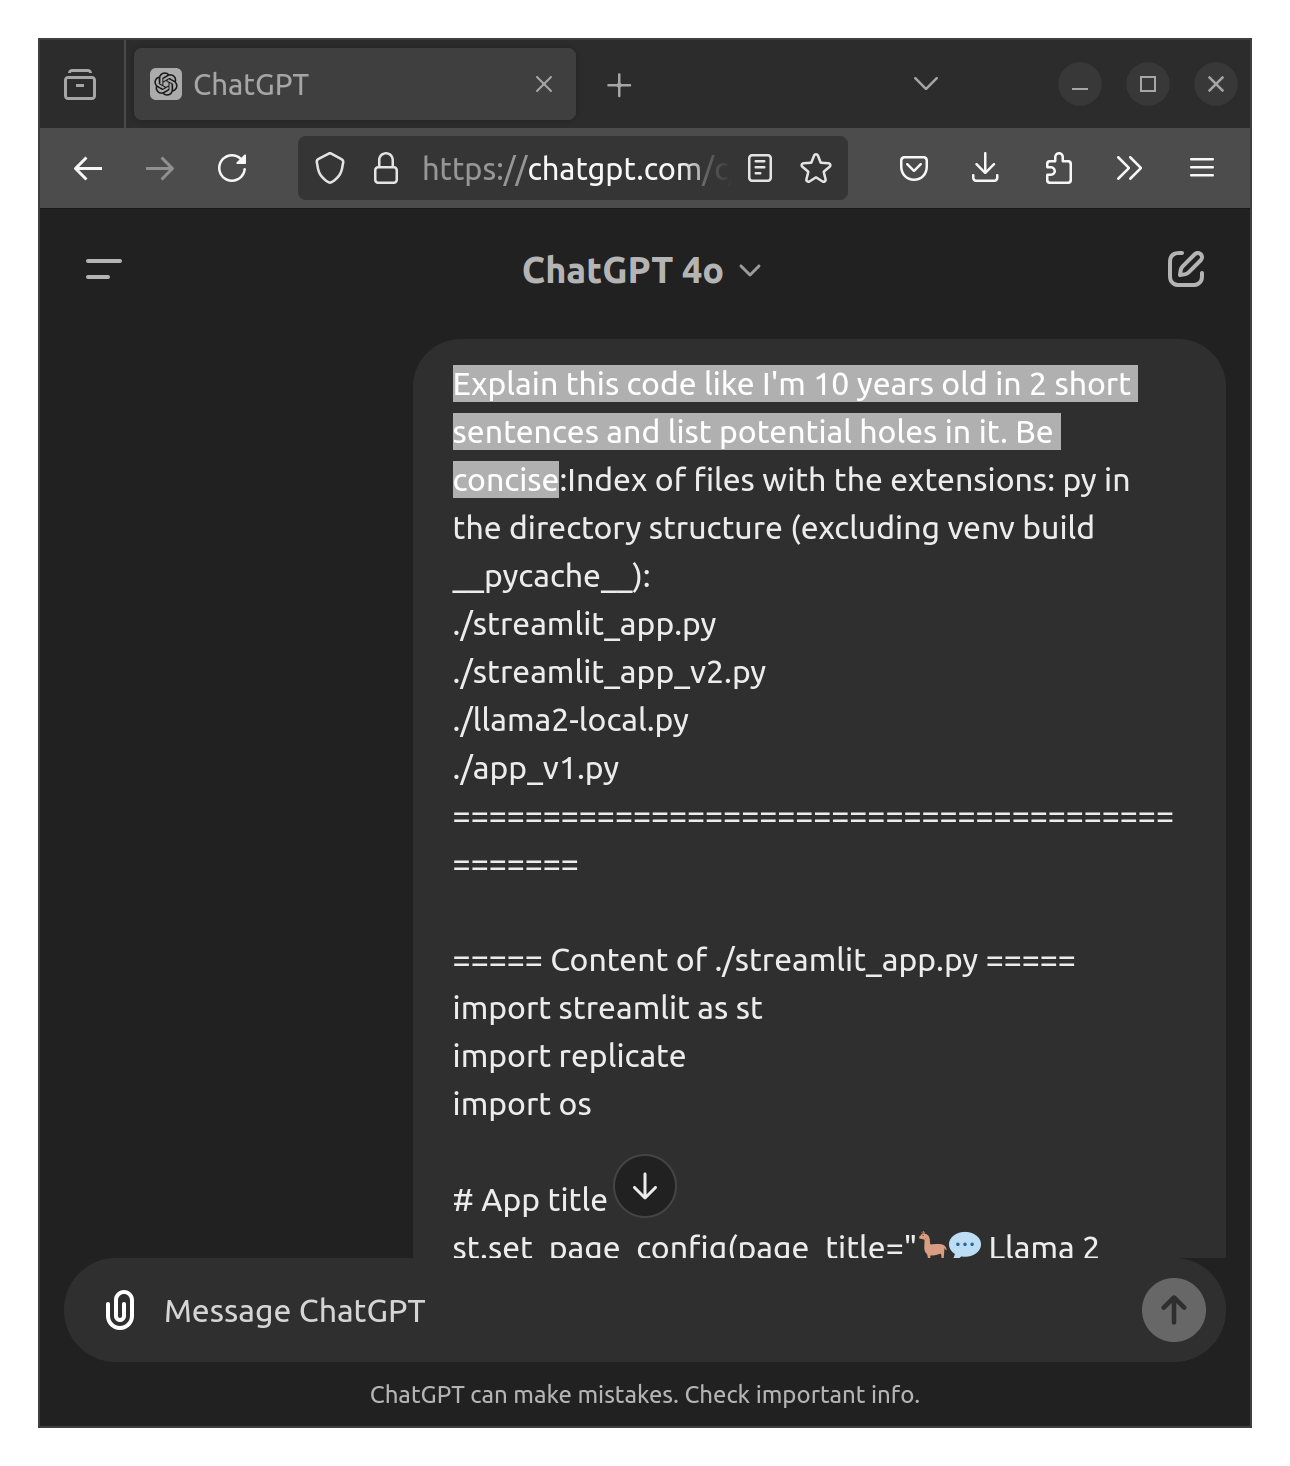 ChatGPT
https://chatgpt.com/c
ChatGPT 4o
Explain this code like I'm 10 years old in 2 short
sentences and list potential holes in it. Be
concise:Index of files with the extensions: py in
the directory structure (excluding venv build
__pycache__):
./streamlit_app.py
./streamlit_app_v2.py
./llama2-local.py
./app_v1.py
========================================
=======
===== Content of ./streamlit_app.py =====
import streamlit as st
import replicate
import os
# App title
st.set_page_config(page_title="🦙💬 Llama 2
Message ChatGPT
ChatGPT can make mistakes. Check important info.